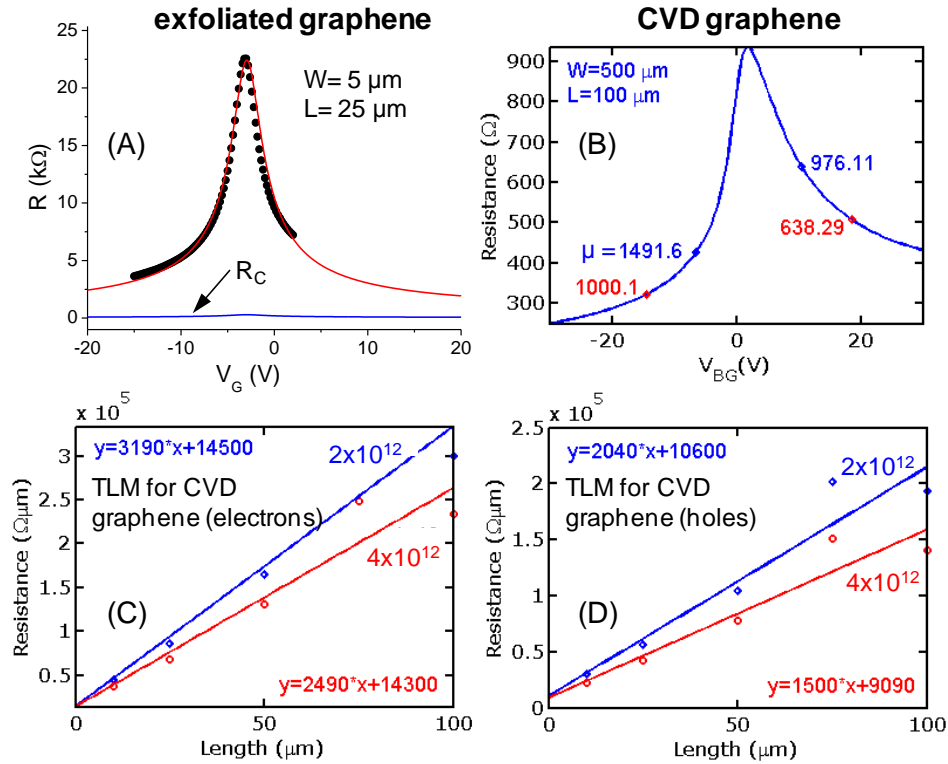 exfoliated graphene
CVD graphene
25
20
15
10
5
0
R (kΩ)
W= 5 µm
L= 25 µm
(A)
R_C
-20
-10
0
10
20
V_G (V)
900
800
700
600
500
400
300
Resistance (Ω)
W=500 µm
L=100 µm
(B)
976.11
638.29
µ = 1491.6
1000.1
-20
0
20
V_BG(V)
x 10^5
3
2.5
2
1.5
1
0.5
Resistance (Ωµm)
y=3190*x+14500
2x10^12
TLM for CVD
graphene (electrons)
4x10^12
(C)
y=2490*x+14300
0
50
100
Length (µm)
x 10^5
2.5
2
1.5
1
0.5
0
Resistance (Ωµm)
y=2040*x+10600
2x10^12
TLM for CVD
graphene (holes)
4x10^12
(D)
y=1500*x+9090
0
50
100
Length (µm)